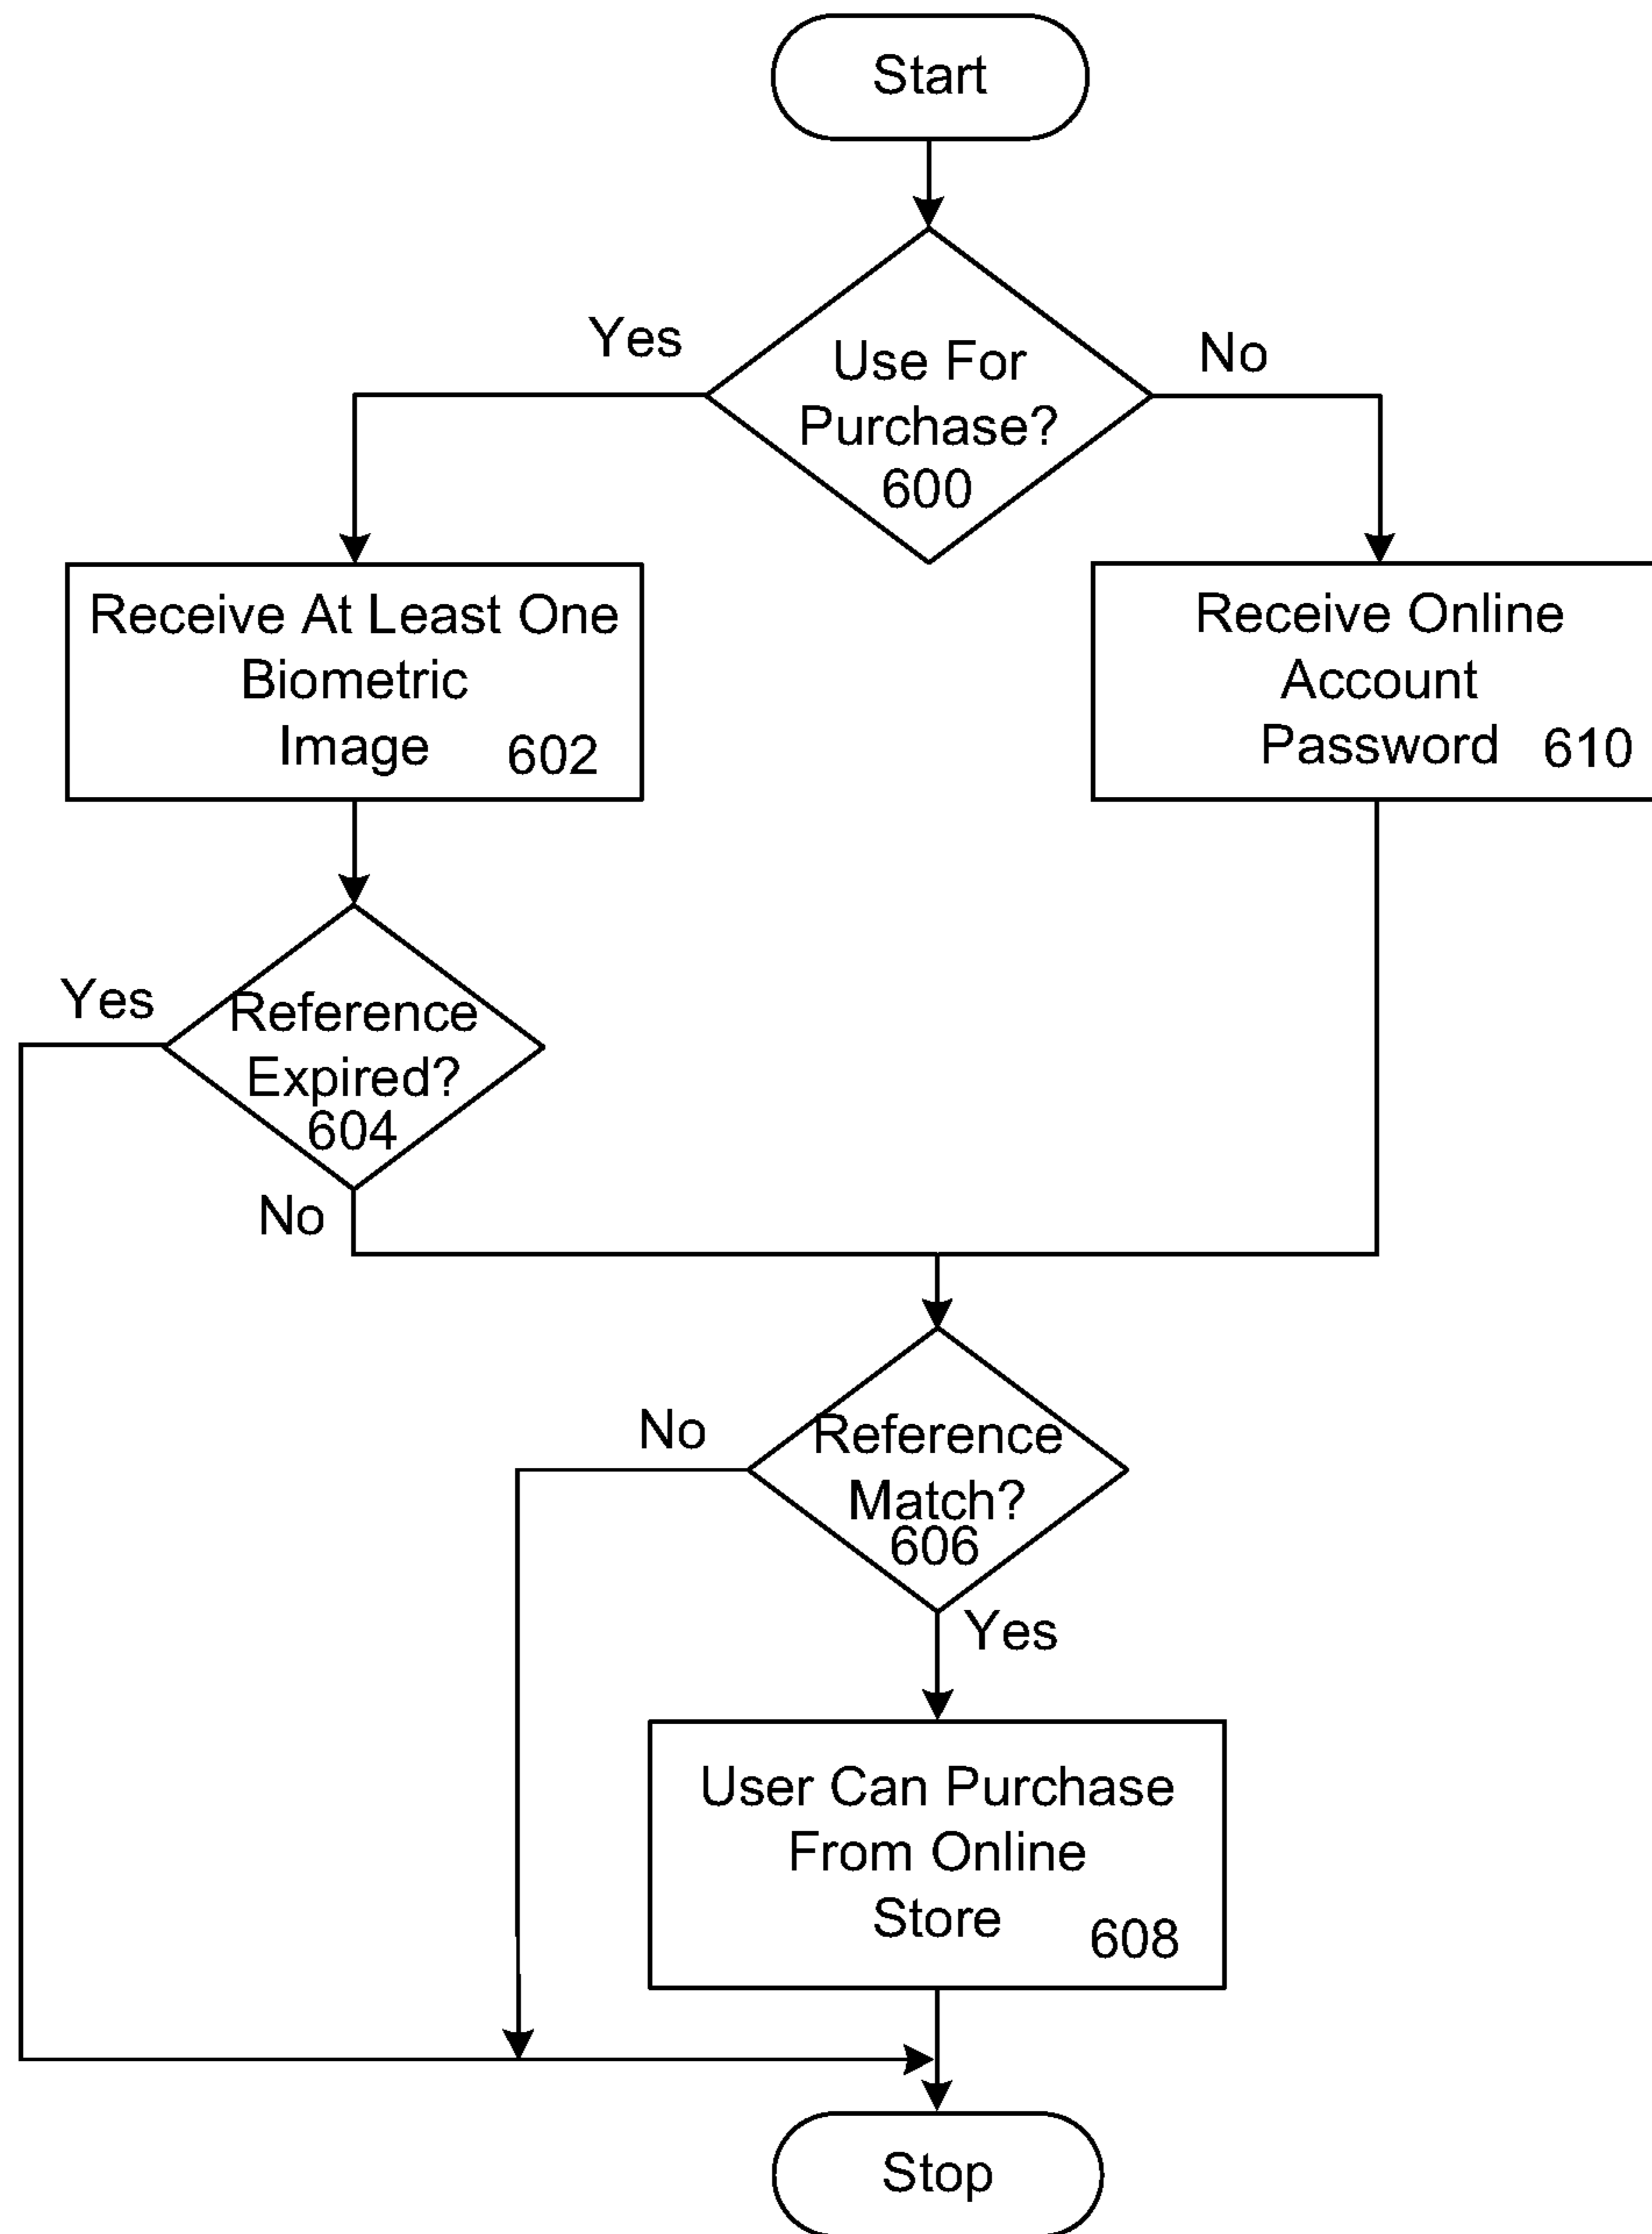 Start
Yes
No
Use For
Purchase?
600
Receive At Least One
Biometric
Image 602
Receive Online
Account
Password 610
Yes
Reference
Expired?
604
No
No
Reference
Match?
606
Yes
User Can Purchase
From Online
Store 608
Stop